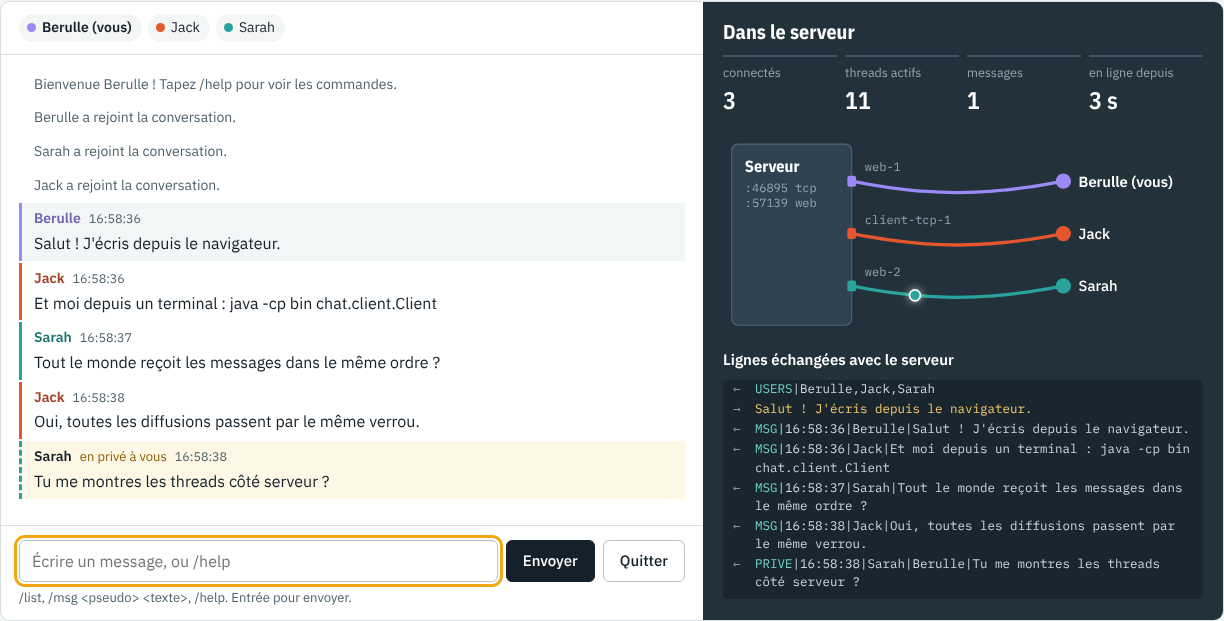 Berulle (vous) Jack Sarah
Bienvenue Berulle ! Tapez /help pour voir les commandes.
Berulle a rejoint la conversation.
Sarah a rejoint la conversation.
Jack a rejoint la conversation.
Berulle 16:58:36
Salut ! J'écris depuis le navigateur.
Jack 16:58:36
Et moi depuis un terminal : java -cp bin chat.client.Client
Sarah 16:58:37
Tout le monde reçoit les messages dans le même ordre ?
Jack 16:58:38
Oui, toutes les diffusions passent par le même verrou.
Sarah en privé à vous 16:58:38
Tu me montres les threads côté serveur ?
Écrire un message, ou /help
Envoyer
Quitter
/list, /msg <pseudo> <texte>, /help. Entrée pour envoyer.
Dans le serveur
connectés threads actifs messages en ligne depuis
3 11 1 3 s
Serveur
:46895 tcp
:57139 web
web-1
Berulle (vous)
client-tcp-1
Jack
web-2
Sarah
Lignes échangées avec le serveur
← USERS|Berulle,Jack,Sarah
→ Salut ! J'écris depuis le navigateur.
← MSG|16:58:36|Berulle|Salut ! J'écris depuis le navigateur.
← MSG|16:58:36|Jack|Et moi depuis un terminal : java -cp bin
chat.client.Client
← MSG|16:58:37|Sarah|Tout le monde reçoit les messages dans
le même ordre ?
← MSG|16:58:38|Jack|Oui, toutes les diffusions passent par
le même verrou.
← PRIVE|16:58:38|Sarah|Berulle|Tu me montres les threads
côté serveur ?